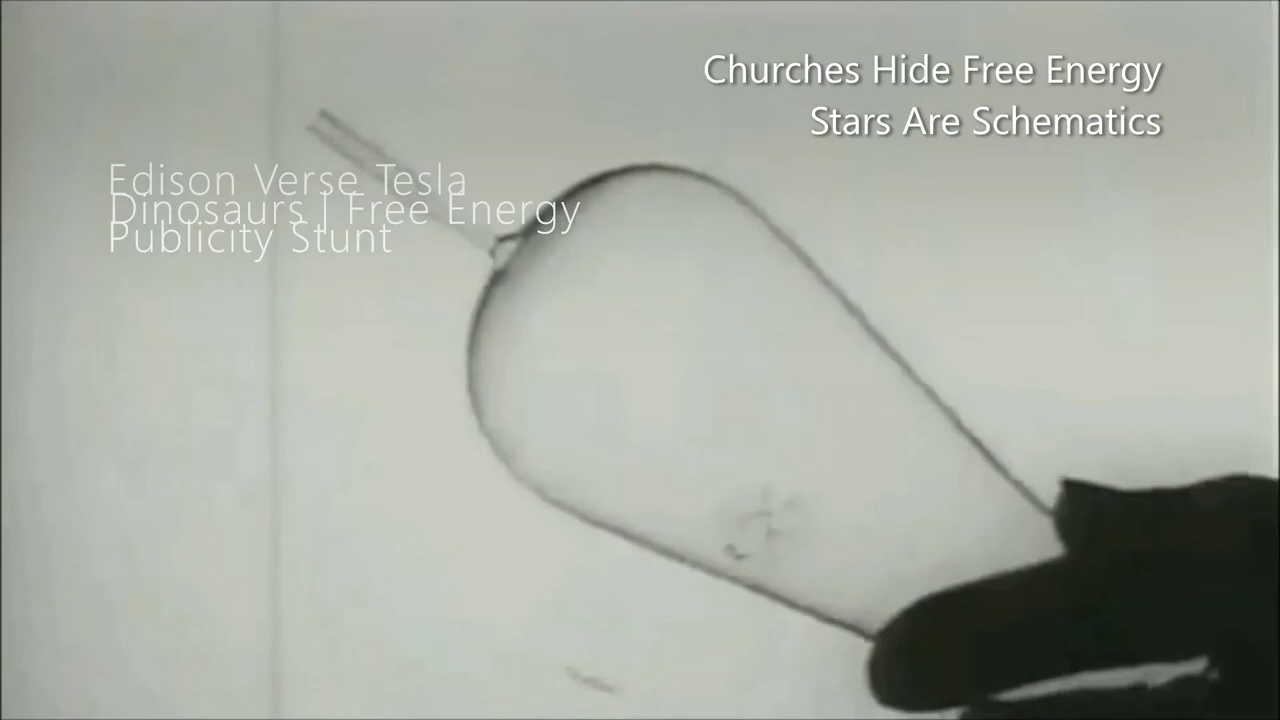 Churches Hide Free Energy
Stars Are Schematics
Edison Verse Tesla
Dinosaurs | Free Energy
Publicity Stunt